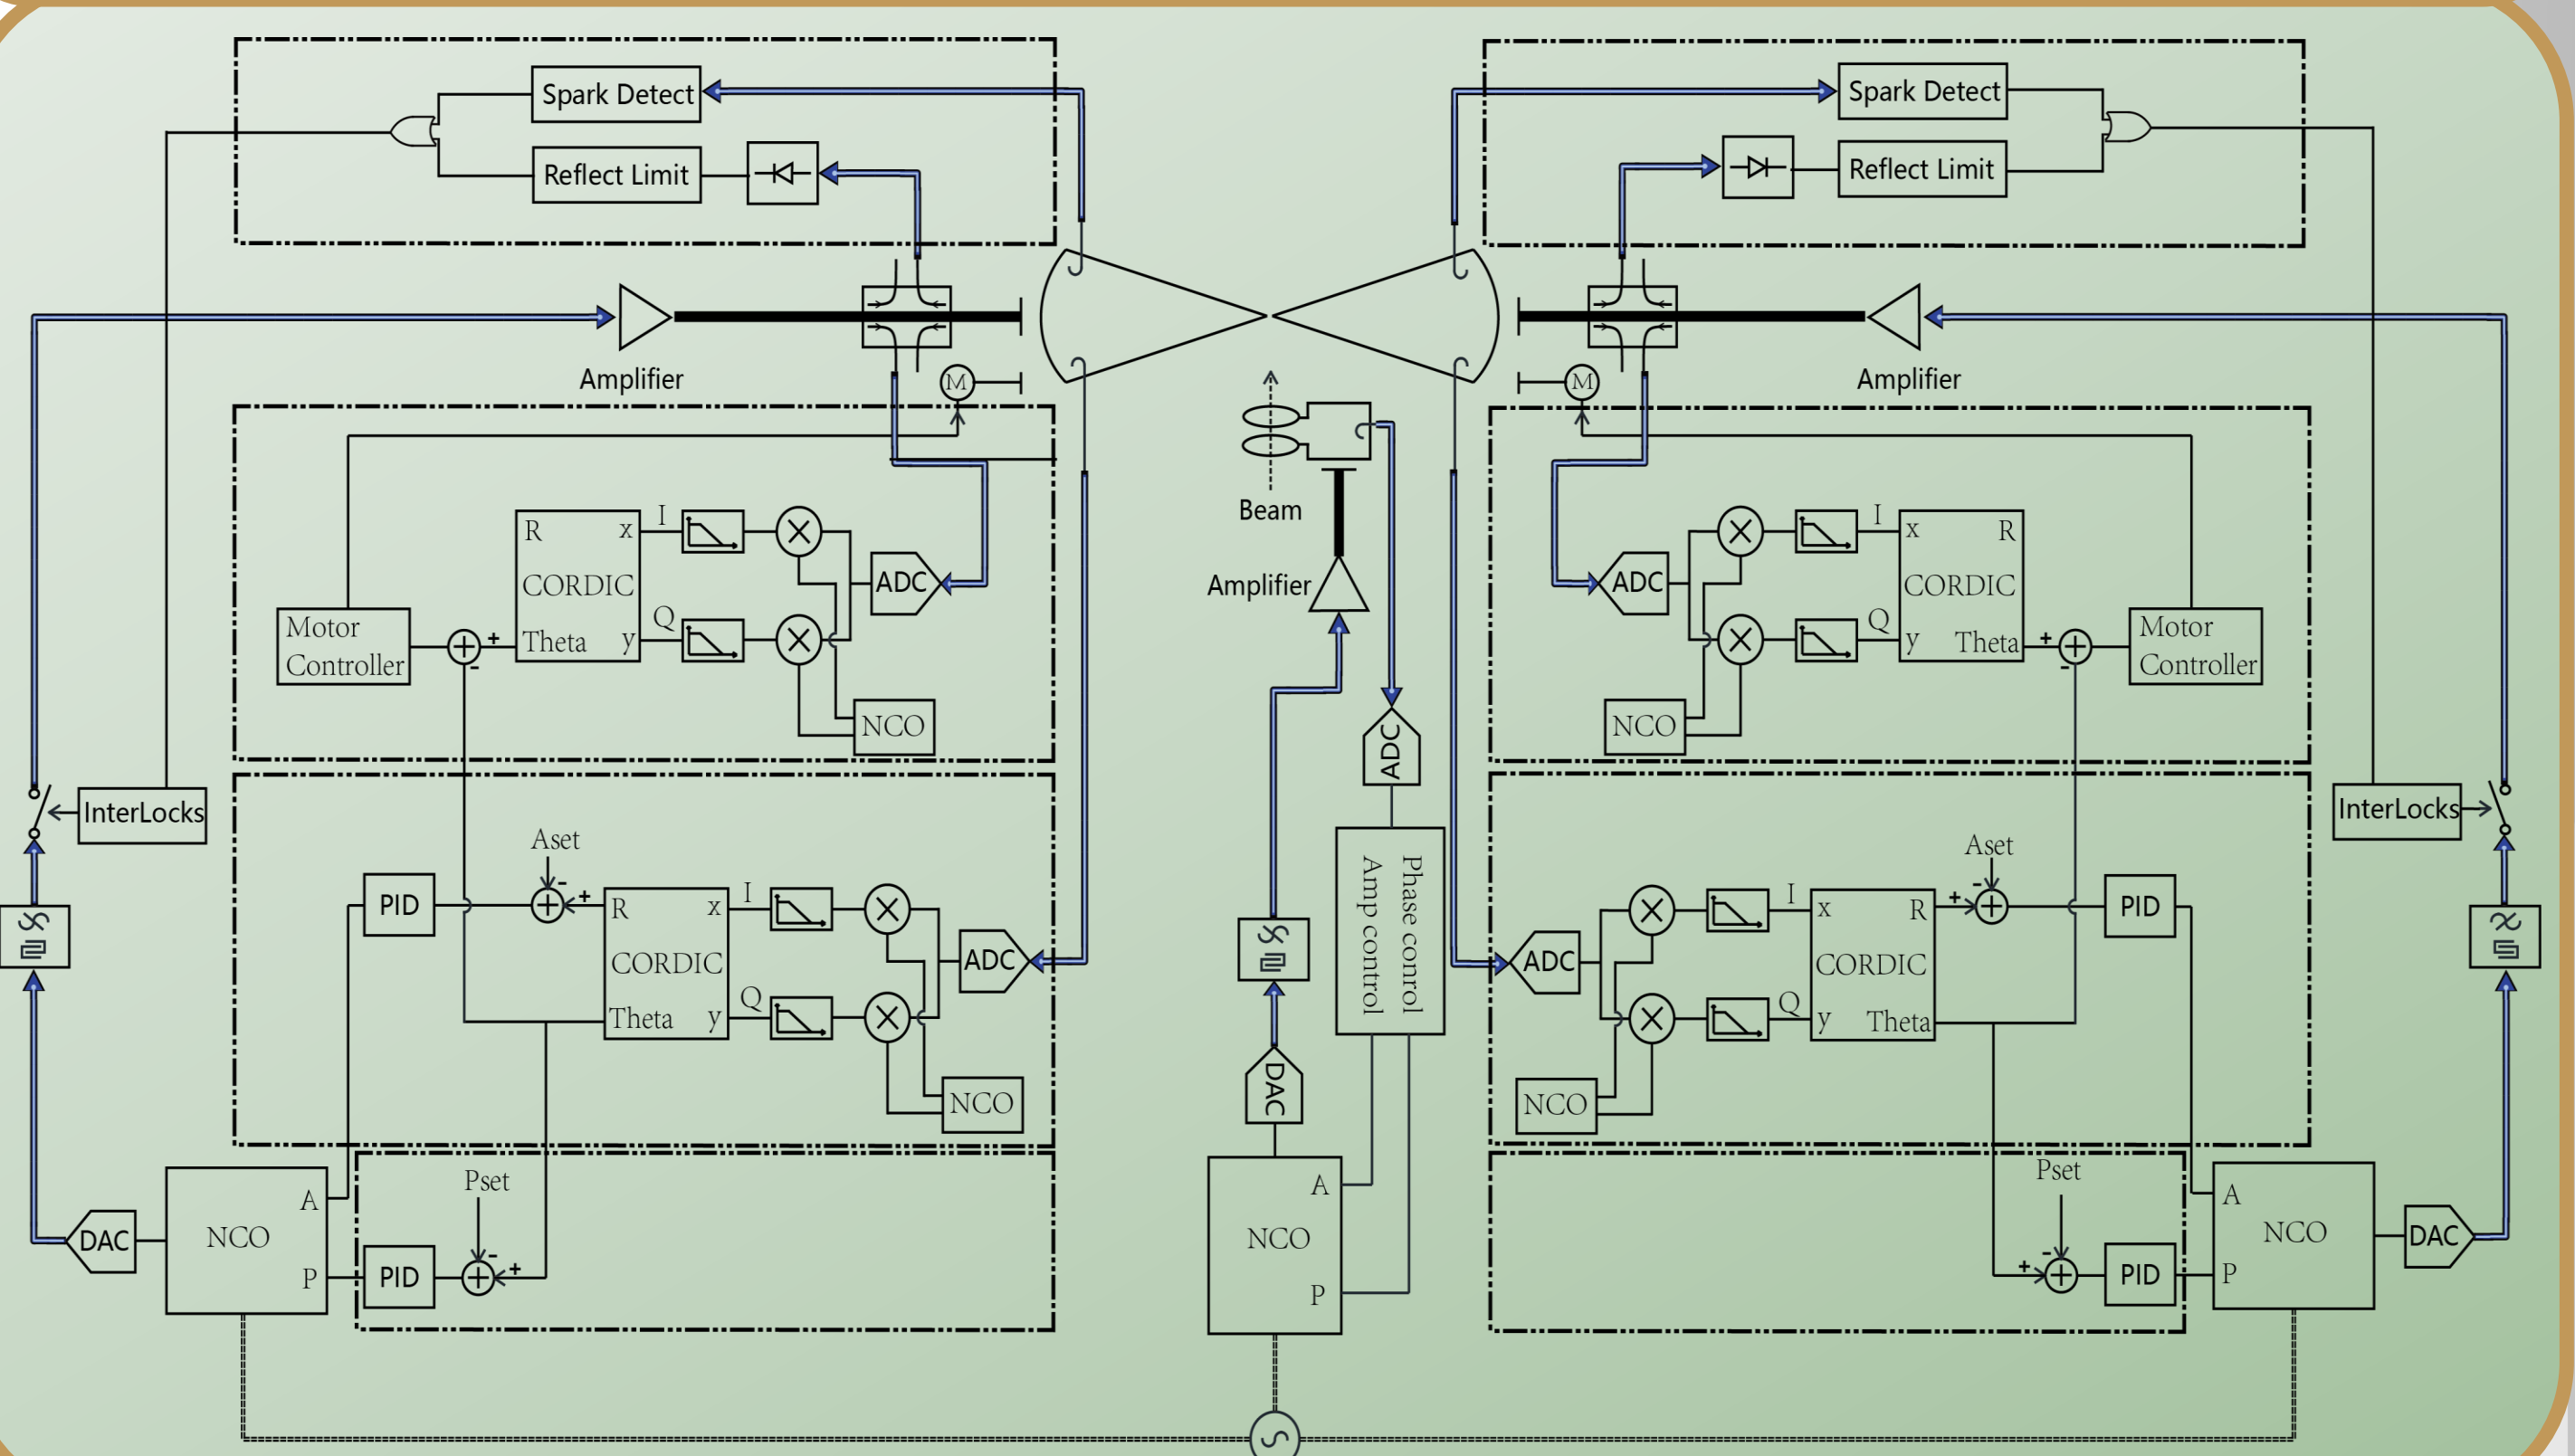 Spark Detect
Reflect Limit
Amplifier
M
R x I
CORDIC
Theta y Q
ADC
Motor
Controller
+
-
NCO
InterLocks
Aset
-
+
PID
R x I
CORDIC
Theta y Q
ADC
NCO
Pset
-
+
PID
A
NCO
P
DAC
Beam
Amplifier
ADC
Phase conrol
Amp control
DAC
A
NCO
P
Spark Detect
Reflect Limit
Amplifier
M
I x R
CORDIC
Q y Theta
ADC
+
-
Motor
Controller
NCO
InterLocks
Aset
-
+
PID
I x R
CORDIC
Q y Theta
ADC
NCO
Pset
-
+
PID
A
NCO
P
DAC